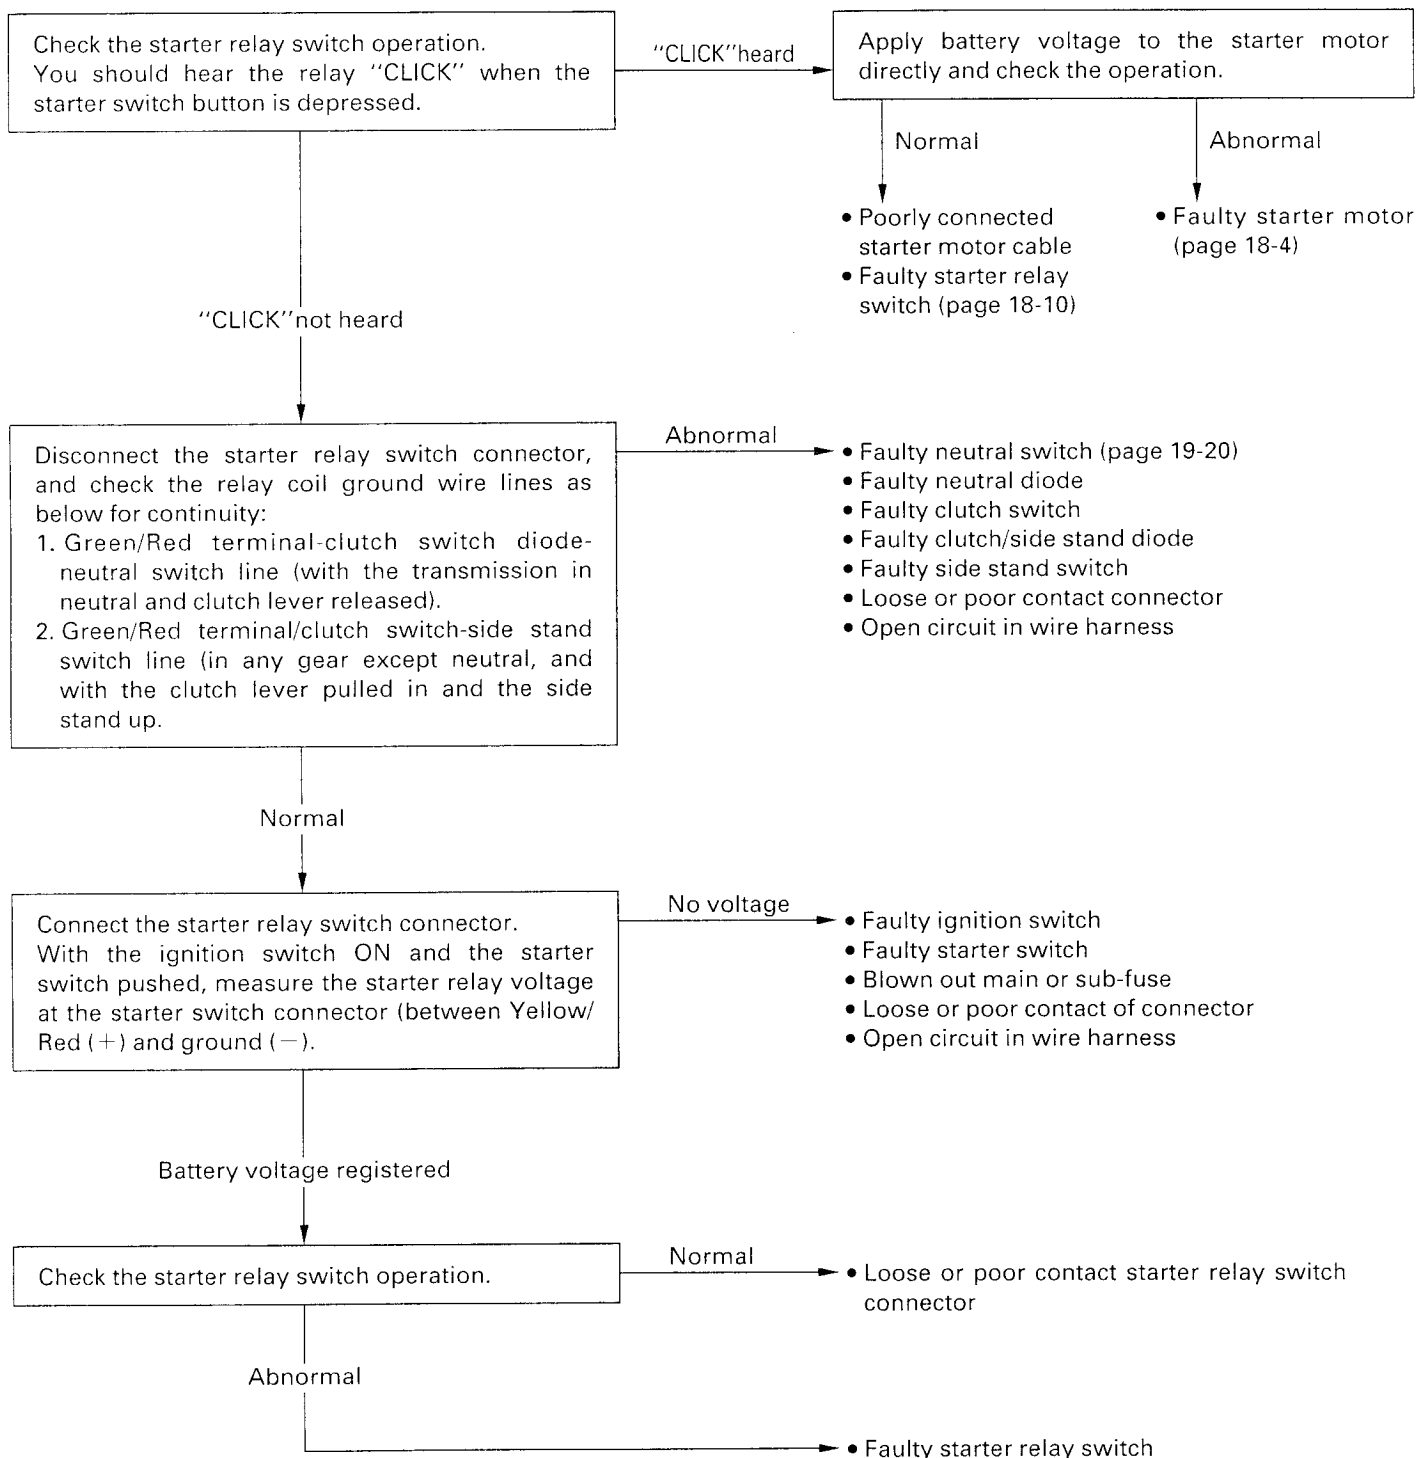 Check the starter relay switch operation.
You should hear the relay "CLICK" when the
starter switch button is depressed.
"CLICK"heard
Apply battery voltage to the starter motor
directly and check the operation.
Normal
Abnormal
• Poorly connected
starter motor cable
• Faulty starter relay
switch (page 18-10)
• Faulty starter motor
(page 18-4)
"CLICK"not heard
Disconnect the starter relay switch connector,
and check the relay coil ground wire lines as
below for continuity:
1. Green/Red terminal-clutch switch diode-
neutral switch line (with the transmission in
neutral and clutch lever released).
2. Green/Red terminal/clutch switch-side stand
switch line (in any gear except neutral, and
with the clutch lever pulled in and the side
stand up.
Abnormal
• Faulty neutral switch (page 19-20)
• Faulty neutral diode
• Faulty clutch switch
• Faulty clutch/side stand diode
• Faulty side stand switch
• Loose or poor contact connector
• Open circuit in wire harness
Normal
Connect the starter relay switch connector.
With the ignition switch ON and the starter
switch pushed, measure the starter relay voltage
at the starter switch connector (between Yellow/
Red (+) and ground (−).
No voltage
• Faulty ignition switch
• Faulty starter switch
• Blown out main or sub-fuse
• Loose or poor contact of connector
• Open circuit in wire harness
Battery voltage registered
Check the starter relay switch operation.
Normal
• Loose or poor contact starter relay switch
connector
Abnormal
• Faulty starter relay switch